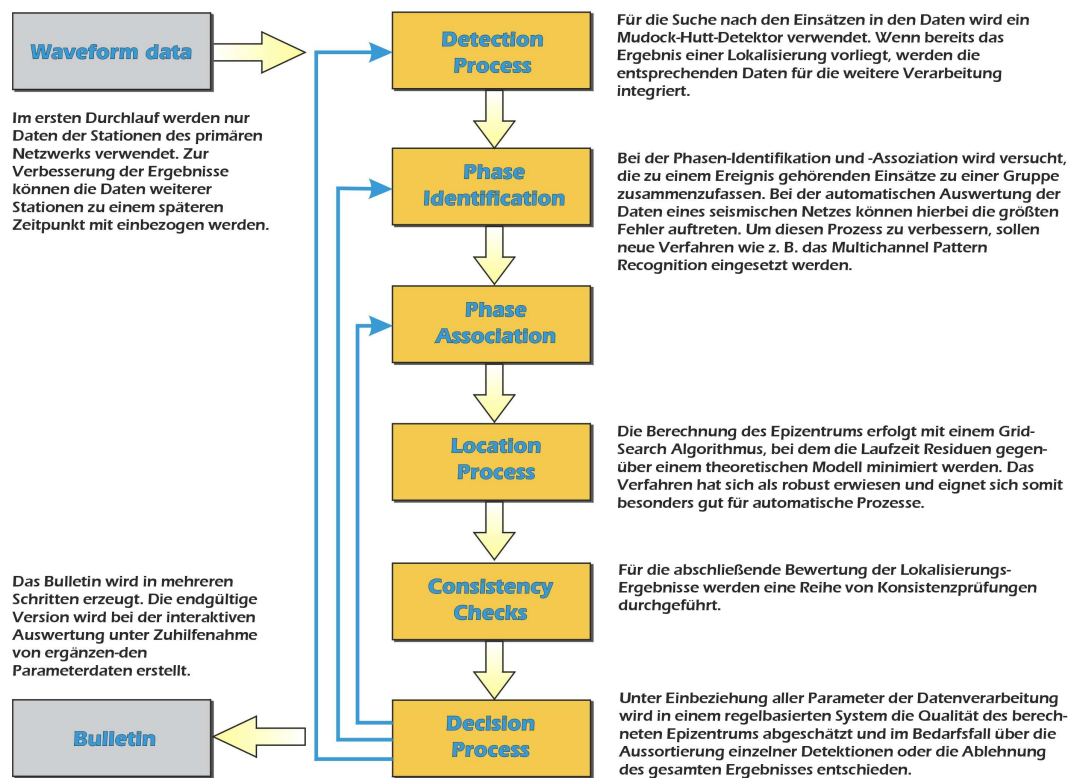 Waveform data
Im ersten Durchlauf werden nur
Daten der Stationen des primären
Netzwerks verwendet. Zur
Verbesserung der Ergebnisse
können die Daten weiterer
Stationen zu einem späteren
Zeitpunkt mit einbezogen werden.
Detection
Process
Für die Suche nach den Einsätzen in den Daten wird ein
Mudock-Hutt-Detektor verwendet. Wenn bereits das
Ergebnis einer Lokalisierung vorliegt, werden die
entsprechenden Daten für die weitere Verarbeitung
integriert.
Phase
Identification
Bei der Phasen-Identifikation und -Assoziation wird versucht,
die zu einem Ereignis gehörenden Einsätze zu einer Gruppe
zusammenzufassen. Bei der automatischen Auswertung der
Daten eines seismischen Netzes können hierbei die größten
Fehler auftreten. Um diesen Prozess zu verbessern, sollen
neue Verfahren wie z. B. das Multichannel Pattern
Recognition eingesetzt werden.
Phase
Association
Location
Process
Die Berechnung des Epizentrums erfolgt mit einem Grid-
Search Algorithmus, bei dem die Laufzeit Residuen gegen-
über einem theoretischen Modell minimiert werden. Das
Verfahren hat sich als robust erwiesen und eignet sich somit
besonders gut für automatische Prozesse.
Consistency
Checks
Für die abschließende Bewertung der Lokalisierungs-
Ergebnisse werden eine Reihe von Konsistenzprüfungen
durchgeführt.
Decision
Process
Unter Einbeziehung aller Parameter der Datenverarbeitung
wird in einem regelbasierten System die Qualität des berech-
neten Epizentrums abgeschätzt und im Bedarfsfall über die
Aussortierung einzelner Detektionen oder die Ablehnung
des gesamten Ergebnisses entschieden.
Das Bulletin wird in mehreren
Schritten erzeugt. Die endgültige
Version wird bei der interaktiven
Auswertung unter Zuhilfenahme
von ergänzen-den
Parameterdaten erstellt.
Bulletin